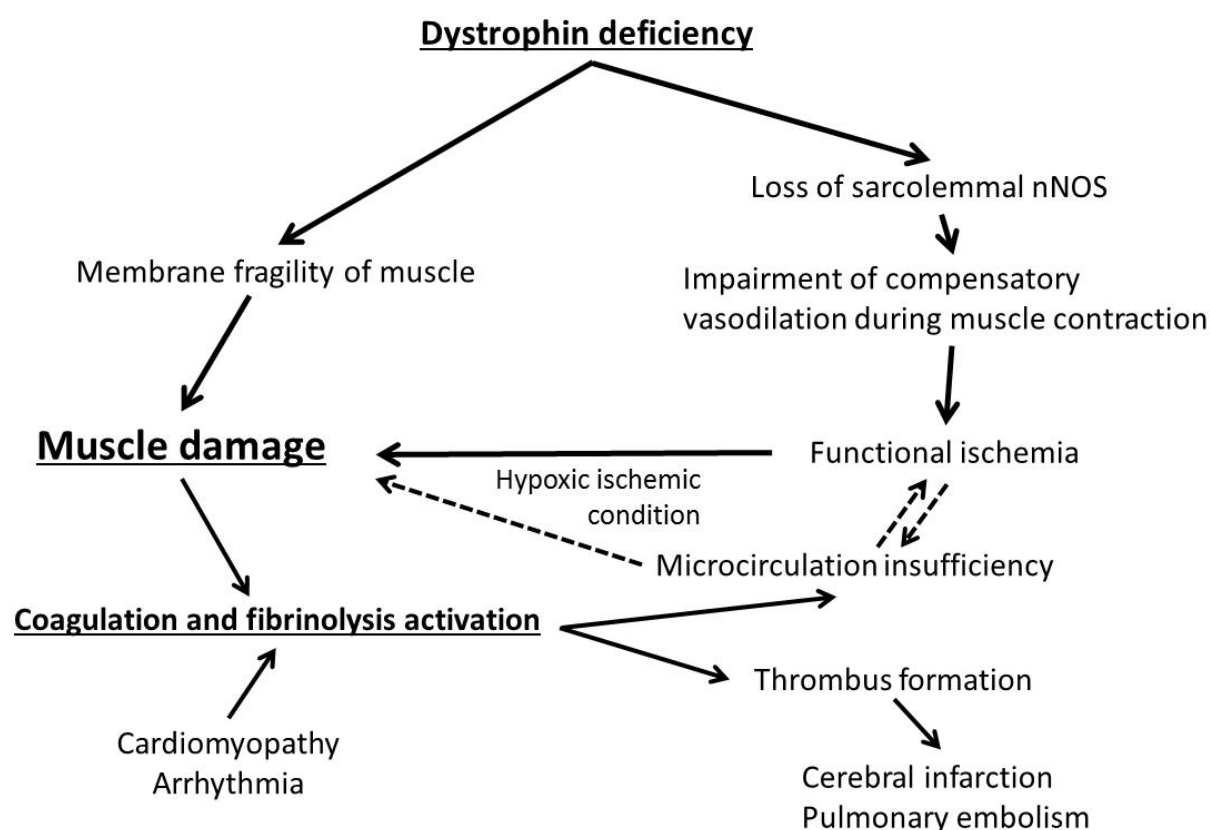 Dystrophin deficiency
Loss of sarcolemmal nNOS
Membrane fragility of muscle
Impairment of compensatory
vasodilation during muscle contraction
Muscle damage
Functional ischemia
Hypoxic ischemic
condition
Microcirculation insufficiency
Coagulation and fibrinolysis activation
Thrombus formation
Cardiomyopathy
Arrhythmia
Cerebral infarction
Pulmonary embolism